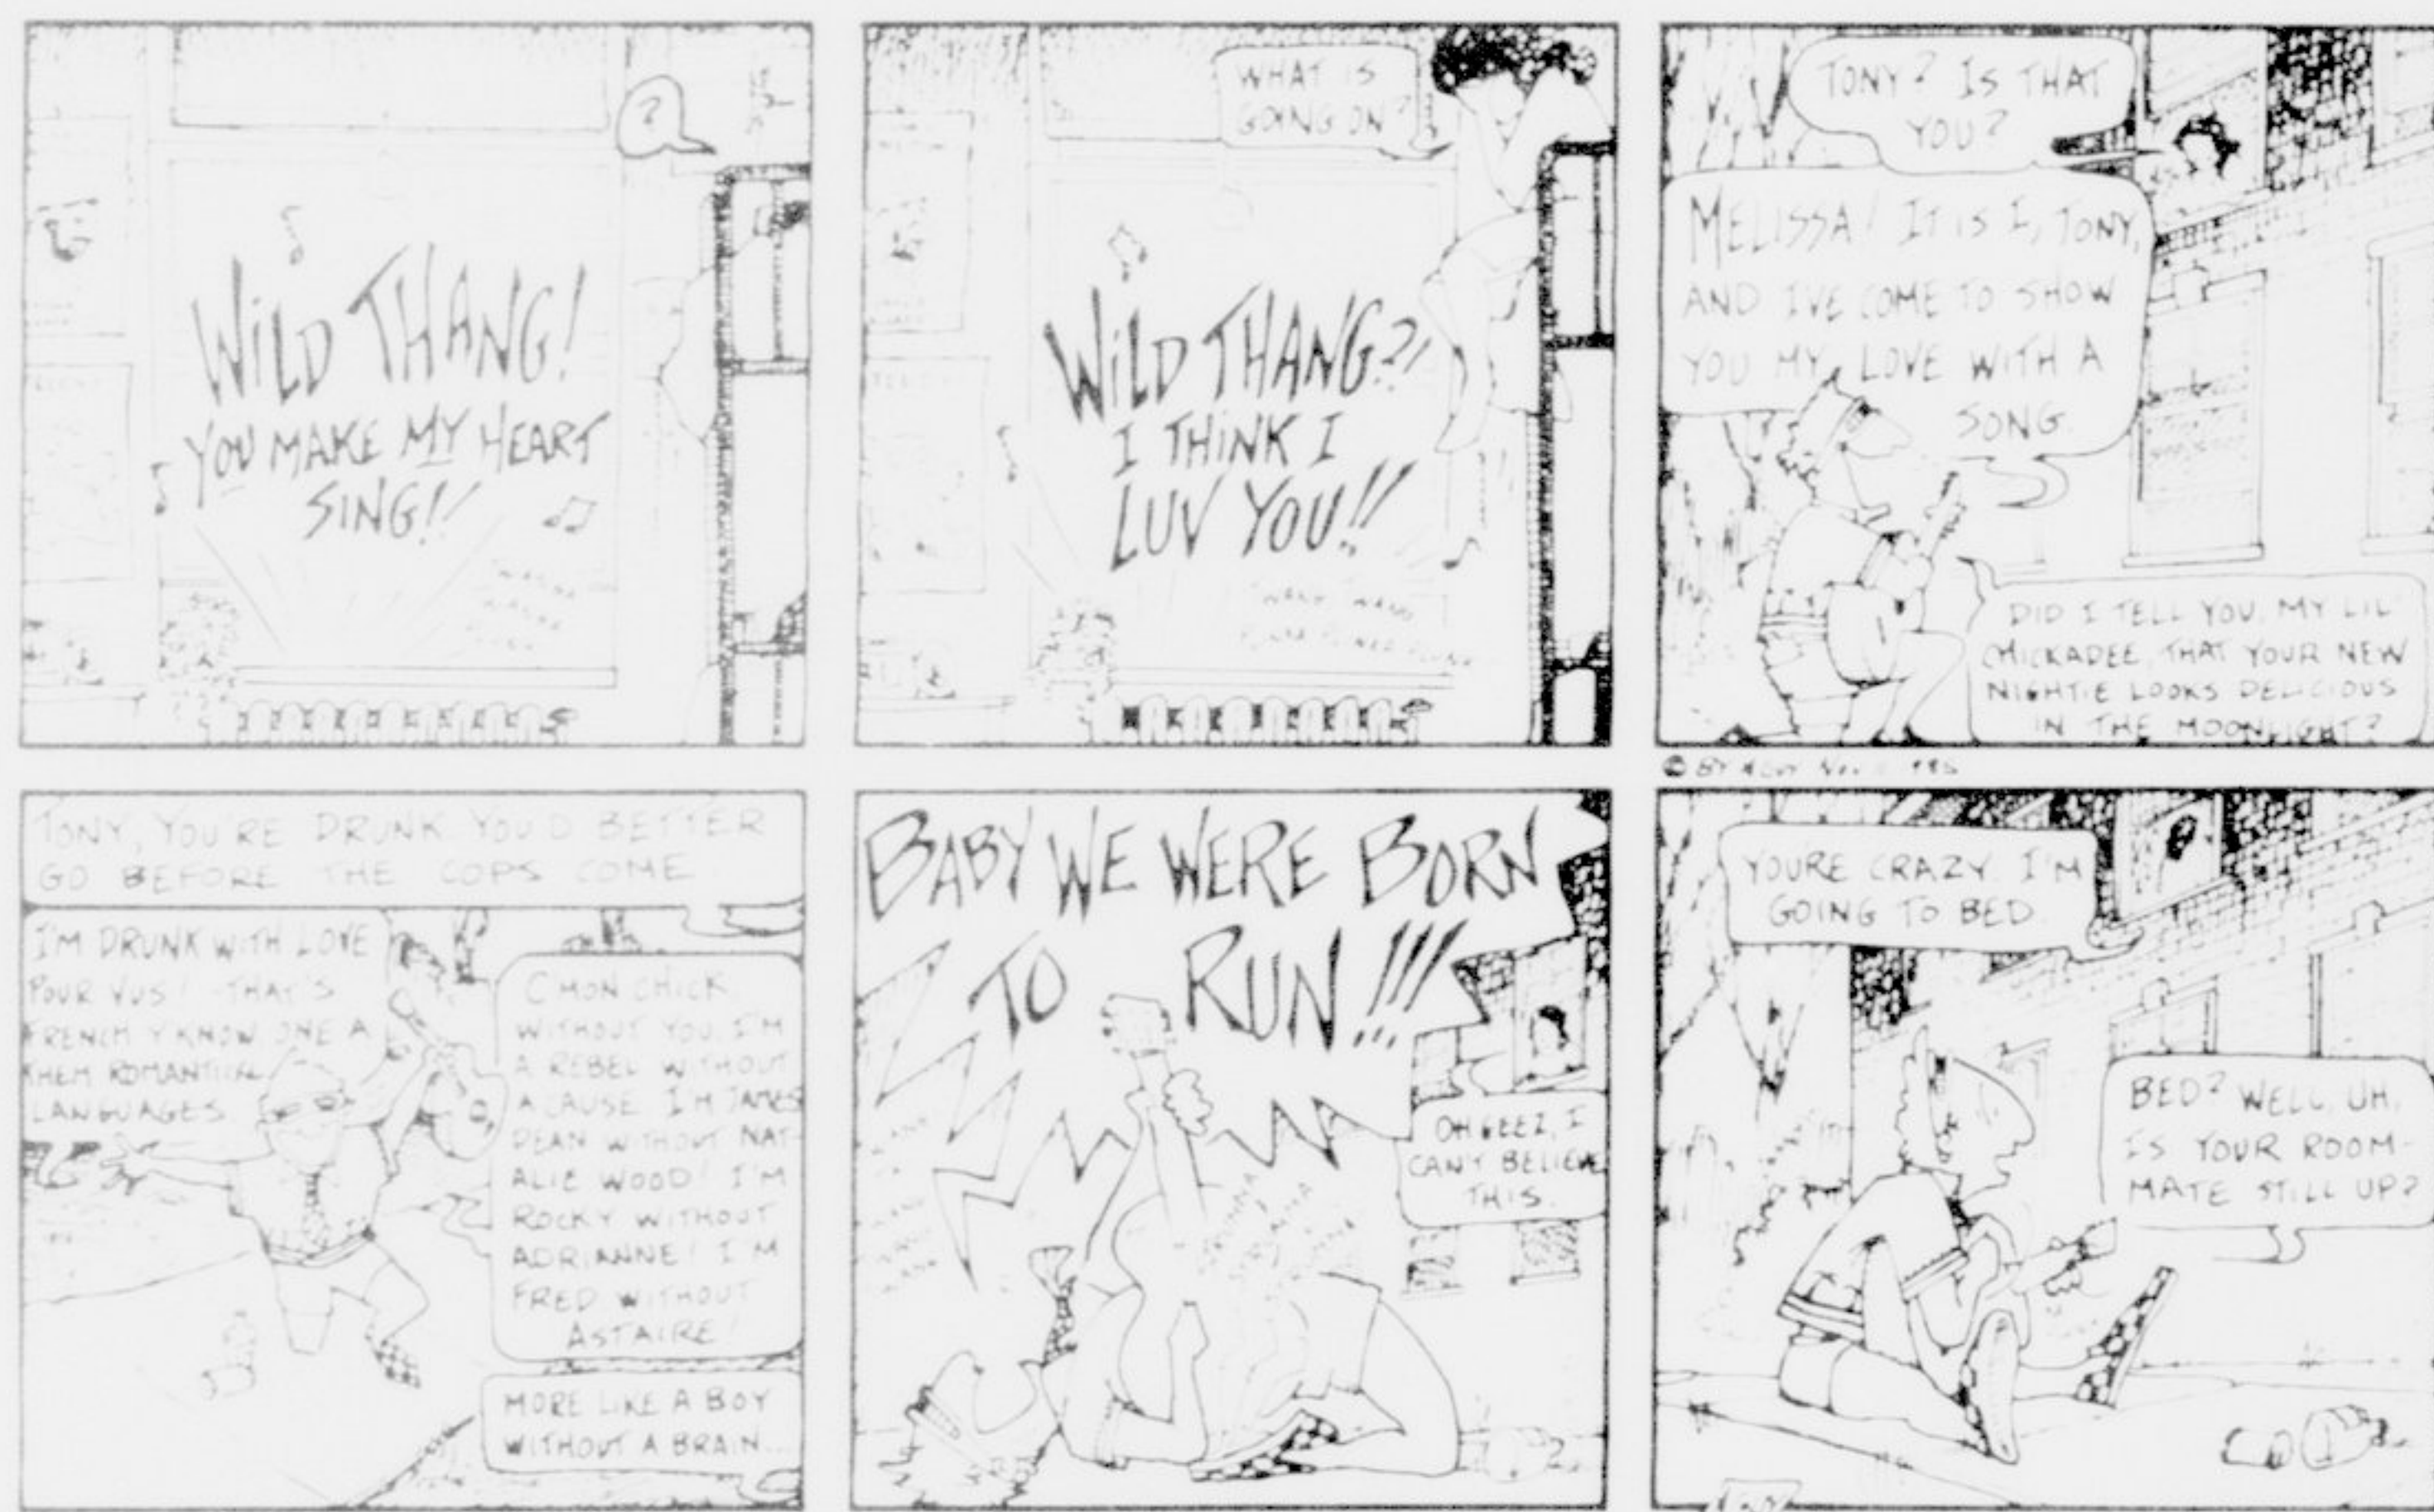 ?
WILD THANG!
YOU MAKE MY HEART
SING!!
WHAT IS
GOING ON?
WILD THANG?!
I THINK I
LUV YOU!!
TONY? IS THAT
YOU?
MELISSA! IT IS I, TONY,
AND IVE COME TO SHOW
YOU MY LOVE WITH A
SONG.
DID I TELL YOU, MY LIL'
CHICKADEE, THAT YOUR NEW
NIGHTIE LOOKS DELICIOUS
IN THE MOONLIGHT?
© BY
TONY, YOU'RE DRUNK. YOU'D BETTER
GO BEFORE THE COPS COME.
I'M DRUNK WITH LOVE
POUR VUS! THAT'S
FRENCH Y'KNOW ONE A
THEM ROMANTICAL
LANGUAGES.
C'MON CHICK,
WITHOUT YOU, I'M
A REBEL WITHOUT
A CAUSE. I'M JAMES
DEAN WITHOUT NAT-
ALIE WOOD! I'M
ROCKY WITHOUT
ADRIANNE! I'M
FRED WITHOUT
ASTAIRE!
MORE LIKE A BOY
WITHOUT A BRAIN...
BABY WE WERE BORN
TO RUN!!!
OH GEEZ, I
CAN'T BELIEVE
THIS.
YOURE CRAZY. I'M
GOING TO BED.
BED? WELL, UH,
IS YOUR ROOM-
MATE STILL UP?